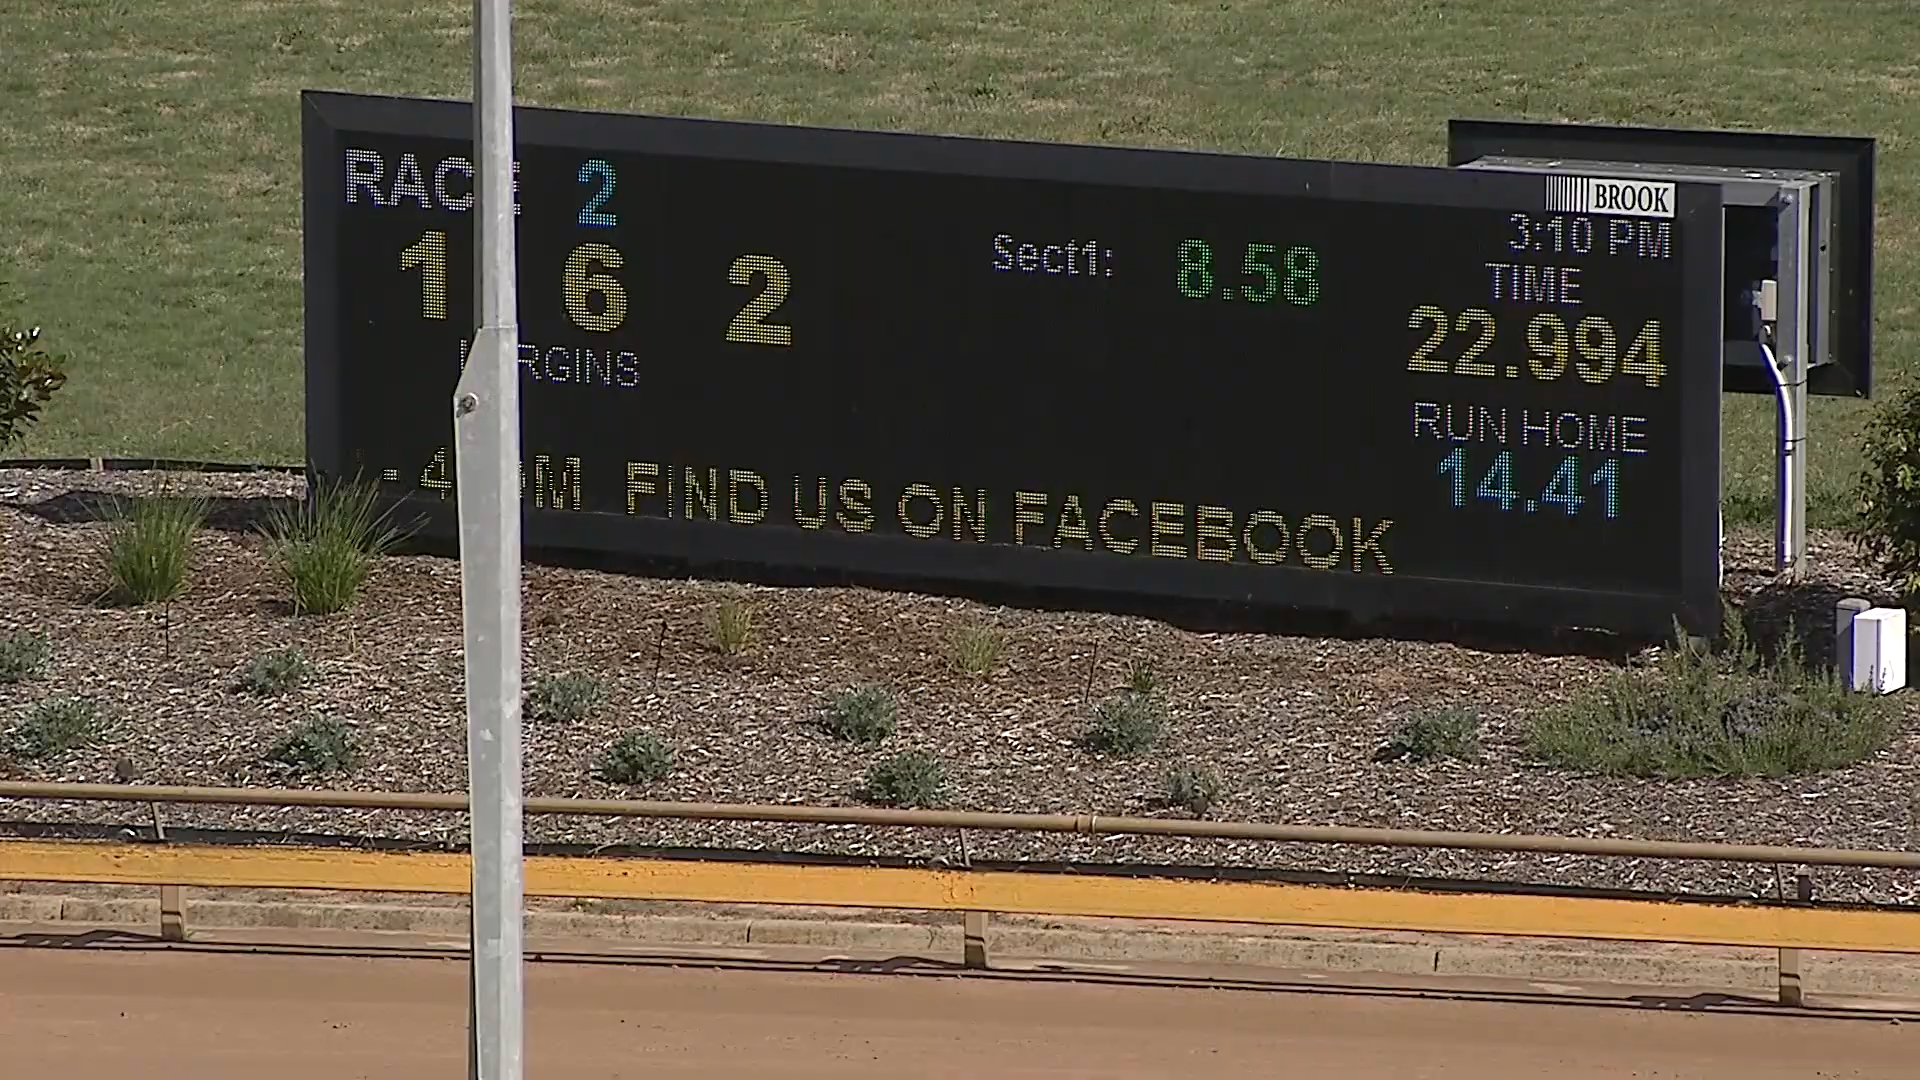 BROOK
RACE 2
3:10 PM
1 6 2
Sect1: 8.58
TIME
22.994
MARGINS
RUN HOME
14.41
FIND US ON FACEBOOK